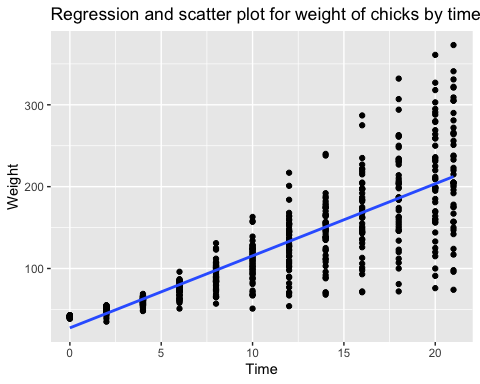 Regression and scatter plot for weight of chicks by time
300
200
100
Weight
0 5 10 15 20
Time